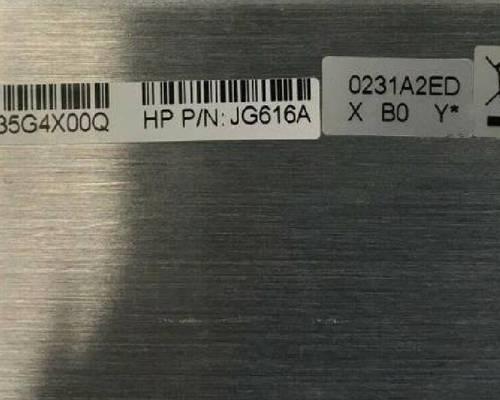 35G4X00Q
HP P/N: JG616A
0231A2ED
X B0 Y*